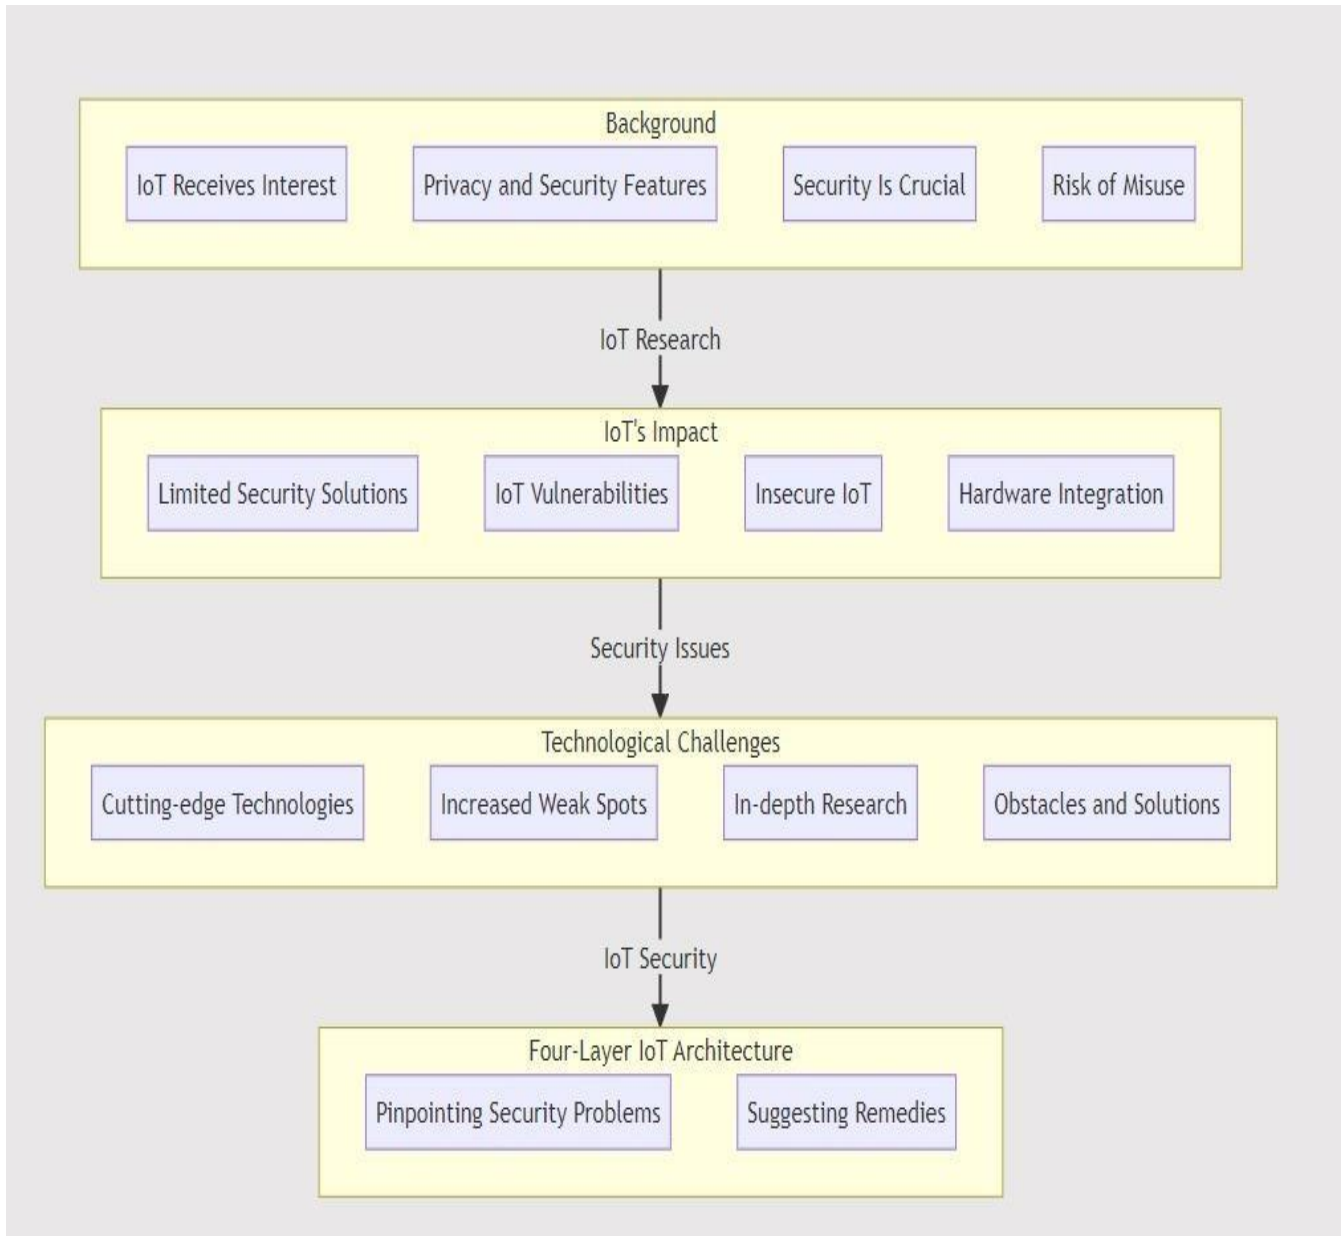 Background
IoT Receives Interest
Privacy and Security Features
Security Is Crucial
Risk of Misuse
IoT Research
IoT's Impact
Limited Security Solutions
IoT Vulnerabilities
Insecure IoT
Hardware Integration
Security Issues
Technological Challenges
Cutting-edge Technologies
Increased Weak Spots
In-depth Research
Obstacles and Solutions
IoT Security
Four-Layer IoT Architecture
Pinpointing Security Problems
Suggesting Remedies